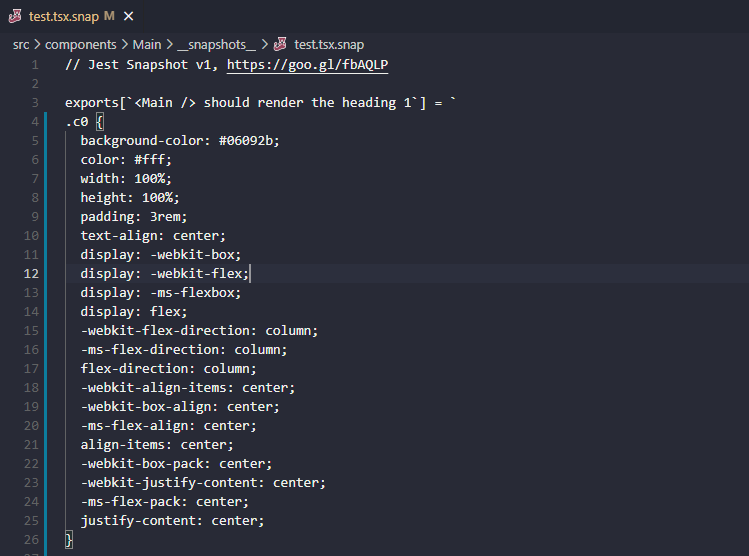 test.tsx.snap M ×
src > components > Main > __snapshots__ > test.tsx.snap
1 // Jest Snapshot v1, https://goo.gl/fbAQLP
2
3 exports[`<Main /> should render the heading 1`] = `
4 .c0 {
5 background-color: #06092b;
6 color: #fff;
7 width: 100%;
8 height: 100%;
9 padding: 3rem;
10 text-align: center;
11 display: -webkit-box;
12 display: -webkit-flex;
13 display: -ms-flexbox;
14 display: flex;
15 -webkit-flex-direction: column;
16 -ms-flex-direction: column;
17 flex-direction: column;
18 -webkit-align-items: center;
19 -webkit-box-align: center;
20 -ms-flex-align: center;
21 align-items: center;
22 -webkit-box-pack: center;
23 -webkit-justify-content: center;
24 -ms-flex-pack: center;
25 justify-content: center;
26 }